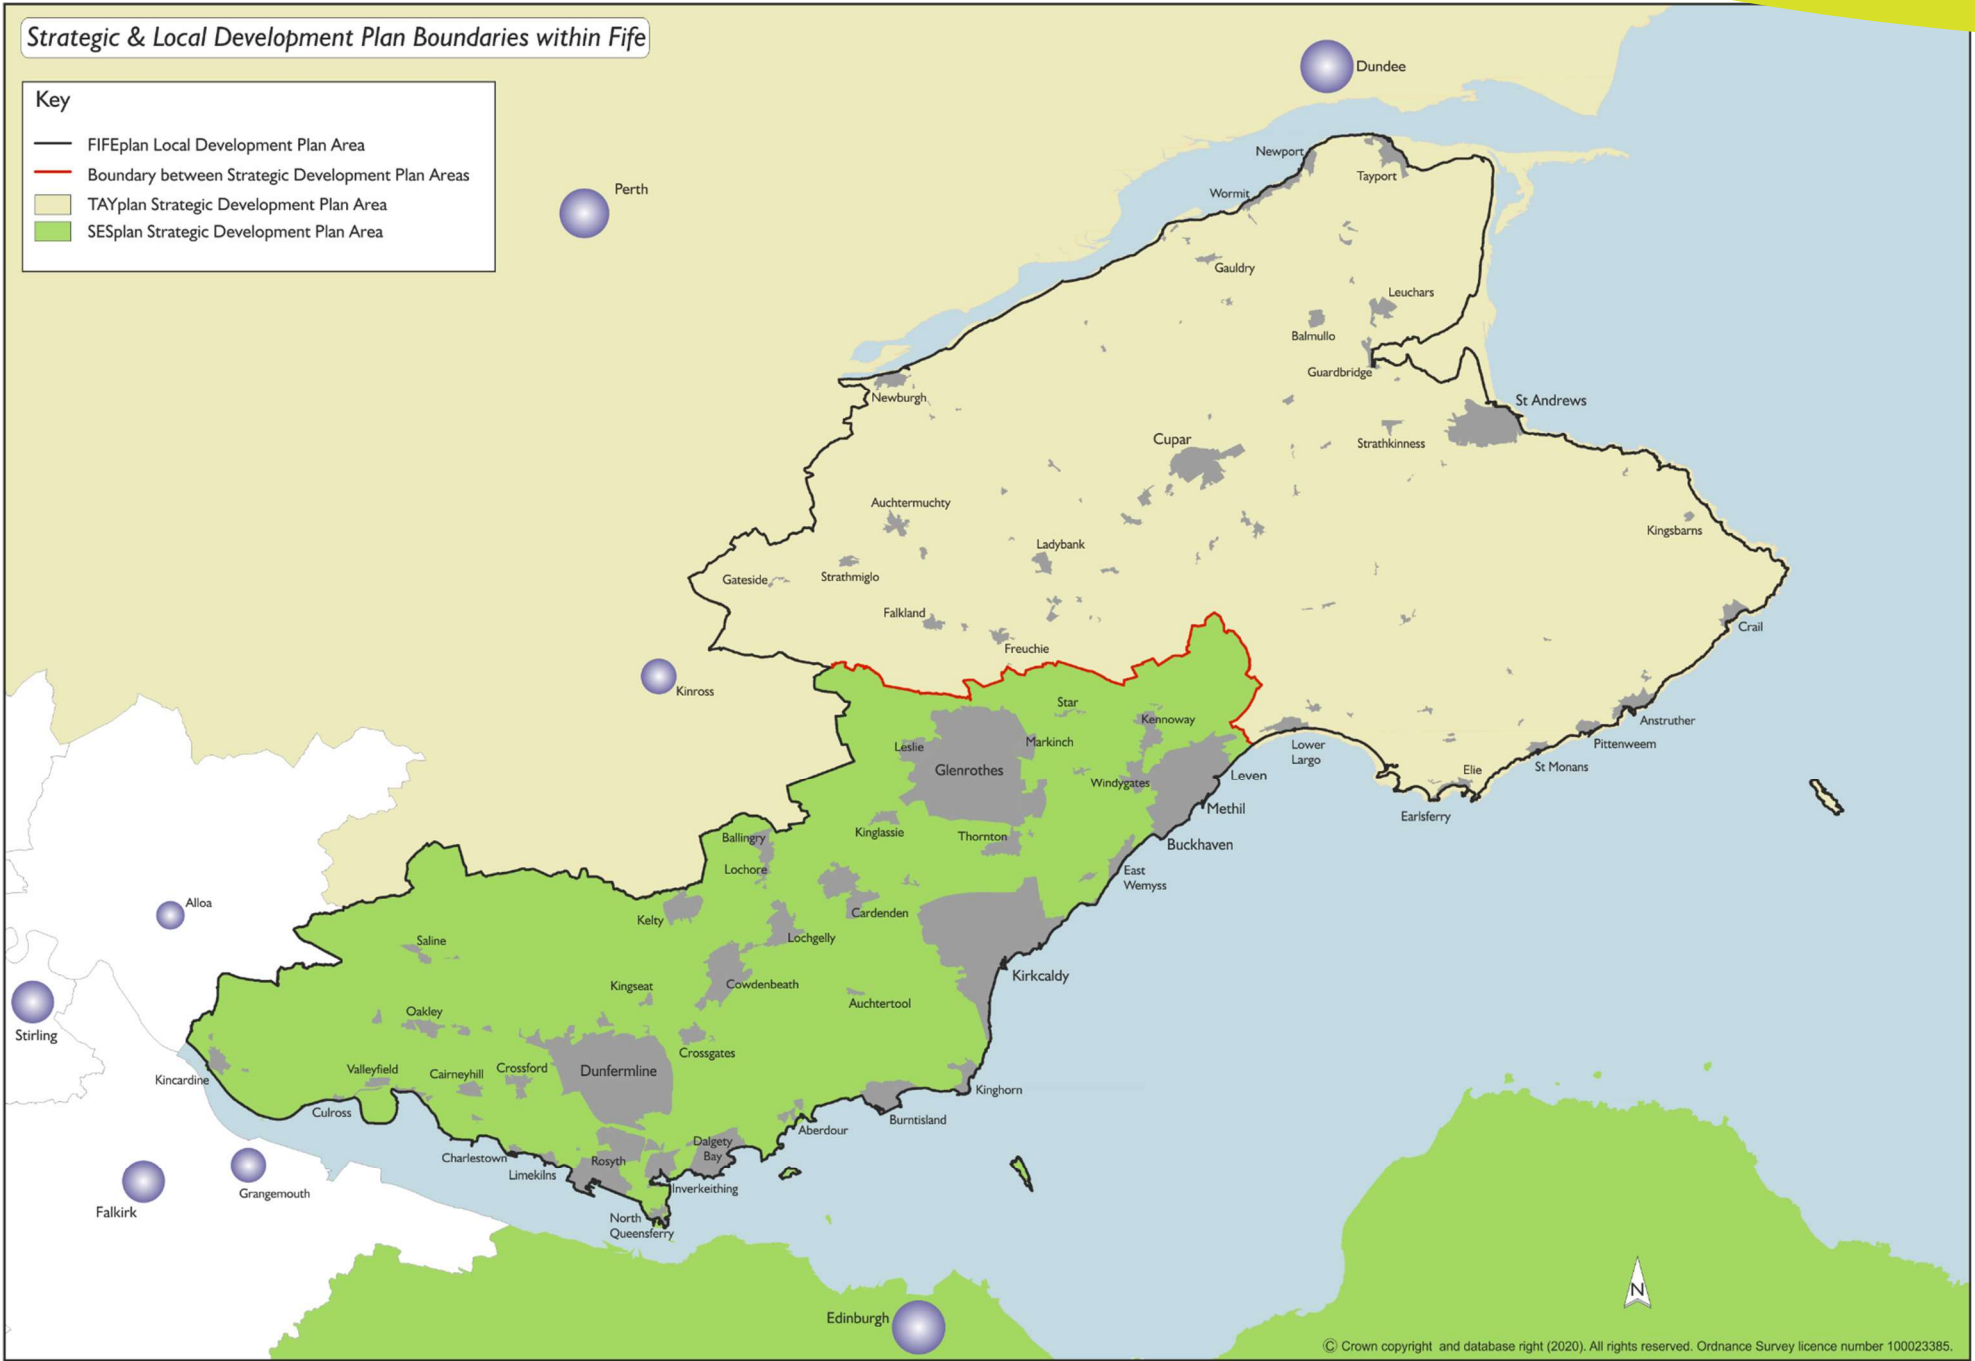 Strategic & Local Development Plan Boundaries within Fife
Key
FIFEplan Local Development Plan Area
Boundary between Strategic Development Plan Areas
TAYplan Strategic Development Plan Area
SESplan Strategic Development Plan Area
Dundee
Perth
Newport
Tayport
Wormit
Gauldry
Leuchars
Balmullo
Guardbridge
Newburgh
St Andrews
Cupar
Strathkinness
Auchtermuchty
Kingsbarns
Ladybank
Gateside
Strathmiglo
Falkland
Crail
Freuchie
Kinross
Star
Kennoway
Anstruther
Leslie
Markinch
Lower
Largo
Pittenweem
Glenrothes
St Monans
Elie
Windygates
Leven
Methil
Earlsferry
Kinglassie
Thornton
Ballingry
Buckhaven
Lochore
East
Wemyss
Alloa
Kelty
Cardenden
Lochgelly
Saline
Kirkcaldy
Kingseat
Cowdenbeath
Auchtertool
Oakley
Stirling
Crossgates
Valleyfield
Cairneyhill
Crossford
Dunfermline
Kincardine
Kinghorn
Culross
Burntisland
Aberdour
Dalgety
Bay
Charlestown
Limekilns
Rosyth
Inverkeithing
Grangemouth
Falkirk
North
Queensferry
N
Edinburgh
© Crown copyright and database right (2020). All rights reserved. Ordnance Survey licence number 100023385.